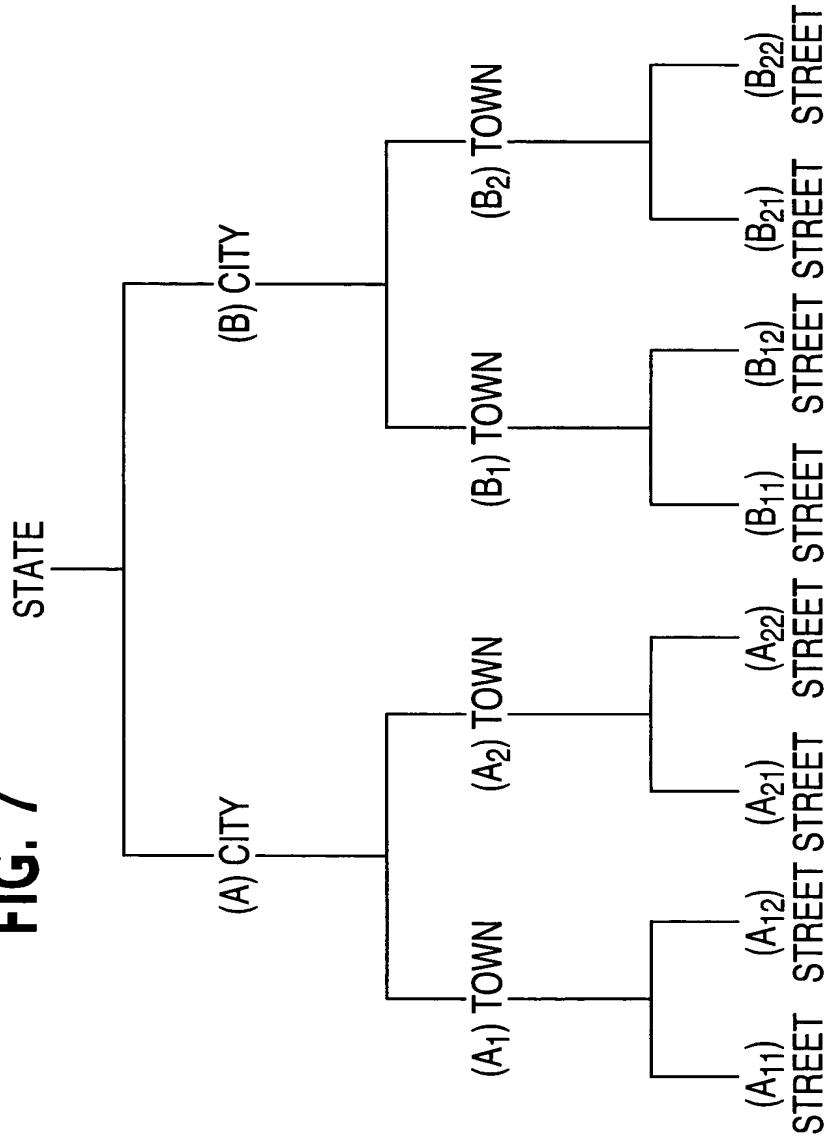 FIG. 7
STATE
(A) CITY
(B) CITY
(A1) TOWN
(A2) TOWN
(B1) TOWN
(B2) TOWN
(A11)
STREET
(A12)
STREET
(A21)
STREET
(A22)
STREET
(B11)
STREET
(B12)
STREET
(B21)
STREET
(B22)
STREET